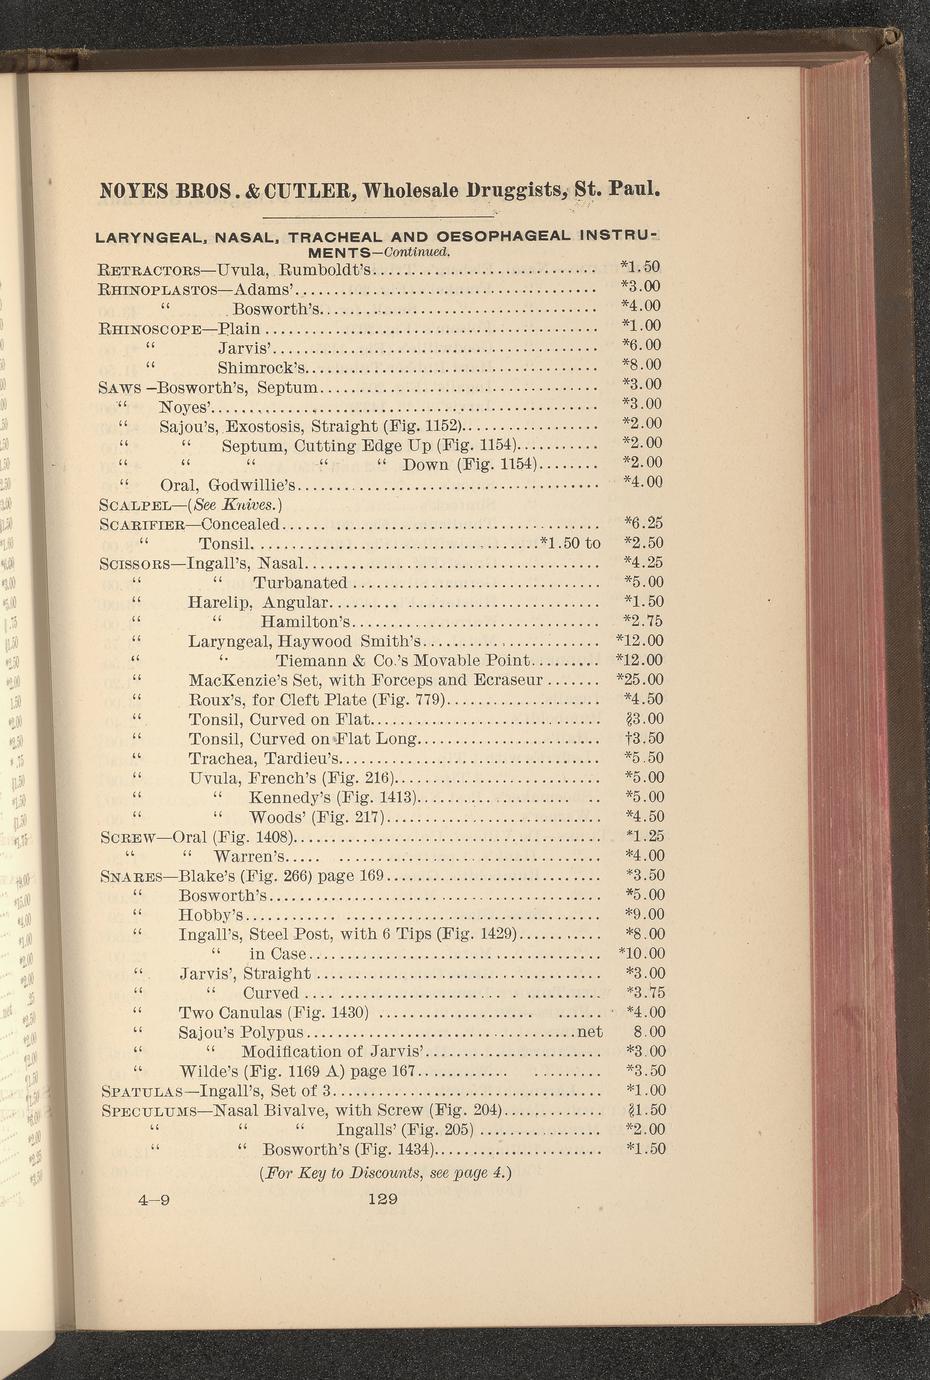 NOYES BROS. & CUTLER, Wholesale Druggists, St. Paul.
LARYNGEAL, NASAL, TRACHEAL AND OESOPHAGEAL INSTRU-
MENTS—Continued.
RETRACTORS—Uvula, Rumboldt's............................ *1.50
RHINOPLASTOS—Adams'...................................... *3.00
“ Bosworth's................................... *4.00
RHINOSCOPE—Plain ......................................... *1.00
“ Jarvis'......................................... *6.00
“ Shimrock's..................................... *8.00
SAWS —Bosworth's, Septum................................... *3.00
“ Noyes'................................................ *3.00
“ Sajou's, Exostosis, Straight (Fig. 1152)................. *2.00
“ “ Septum, Cutting Edge Up (Fig. 1154).......... *2.00
“ “ “ “ “ Down (Fig. 1154)........ *2.00
“ Oral, Godwillie's...................................... *4.00
SCALPEL—(See Knives.)
SCARIFIER—Concealed........................................ *6.25
“ Tonsil....................................*1.50 to *2.50
SCISSORS—Ingall's, Nasal..................................... *4.25
“ “ Turbanated ............................... *5.00
“ Harelip, Angular.................................. *1.50
“ “ Hamilton's............................... *2.75
“ Laryngeal, Haywood Smith's...................... *12.00
“ “ Tiemann & Co.'s Movable Point......... *12.00
“ MacKenzie's Set, with Forceps and Ecraseur ....... *25.00
“ Roux's, for Cleft Plate (Fig. 779)................... *4.50
“ Tonsil, Curved on Flat............................. §3.00
“ Tonsil, Curved on Flat Long....................... †3.50
“ Trachea, Tardieu's................................. *5.50
“ Uvula, French's (Fig. 216).......................... *5.00
“ “ Kennedy's (Fig. 1413)................... .. *5.00
“ “ Woods' (Fig. 217).......................... *4.50
SCREW—Oral (Fig. 1408)...................................... *1.25
“ “ Warren's..... ................................. *4.00
SNARES—Blake's (Fig. 266) page 169........................... *3.50
“ Bosworth's.......................................... *5.00
“ Hobby's........... ................................ *9.00
“ Ingall's, Steel Post, with 6 Tips (Fig. 1429)........... *8.00
“ in Case..................................... *10.00
“ Jarvis', Straight .................................... *3.00
“ “ Curved .... .................... . .......... *3.75
“ Two Canulas (Fig. 1430) ................... ...... *4.00
“ Sajou's Polypus..................................net 8.00
“ “ Modification of Jarvis'....................... *3.00
“ Wilde's (Fig. 1169 A) page 167........... ......... *3.50
SPATULAS—Ingall's, Set of 3.................................. *1.00
SPECULUMS—Nasal Bivalve, with Screw (Fig. 204)............. §1.50
“ “ “ Ingalls' (Fig. 205) ............... *2.00
“ “ Bosworth's (Fig. 1434)..................... *1.50
(For Key to Discounts, see page 4.)
4—9 129